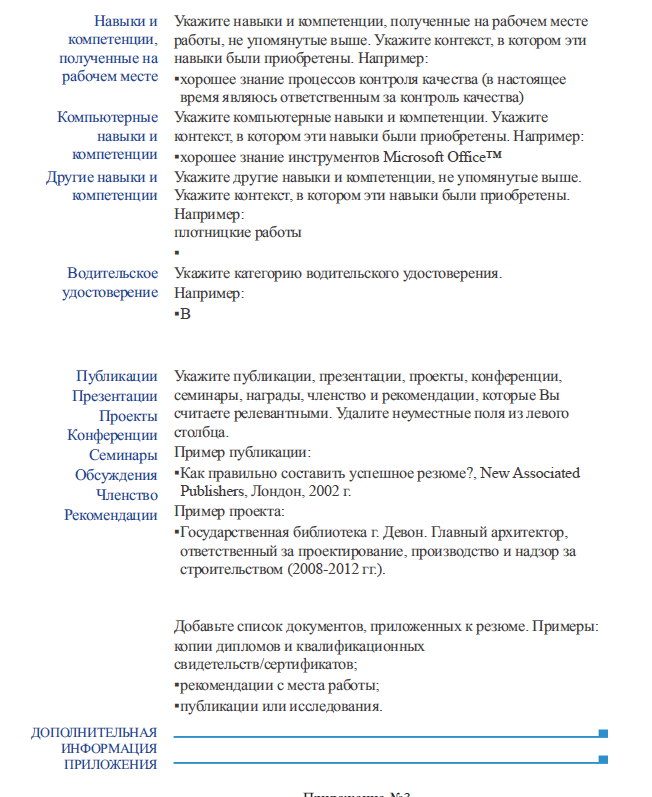 Навыки и
компетенции,
полученные на
рабочем месте
Укажите навыки и компетенции, полученные на рабочем месте
работы, не упомянутые выше. Укажите контекст, в котором эти
навыки были приобретены. Например:
▪хорошее знание процессов контроля качества (в настоящее
время являюсь ответственным за контроль качества)
Компьютерные
навыки и
компетенции
Укажите компьютерные навыки и компетенции. Укажите
контекст, в котором эти навыки были приобретены. Например:
▪хорошее знание инструментов Microsoft Office™
Другие навыки и
компетенции
Укажите другие навыки и компетенции, не упомянутые выше.
Укажите контекст, в котором эти навыки были приобретены.
Например:
плотницкие работы
▪
Водительское
удостоверение
Укажите категорию водительского удостоверения.
Например:
▪В
Публикации
Презентации
Проекты
Конференции
Семинары
Обсуждения
Членство
Рекомендации
Укажите публикации, презентации, проекты, конференции,
семинары, награды, членство и рекомендации, которые Вы
считаете релевантными. Удалите неуместные поля из левого
столбца.
Пример публикации:
▪Как правильно составить успешное резюме?, New Associated
Publishers, Лондон, 2002 г.
Пример проекта:
▪Государственная библиотека г. Девон. Главный архитектор,
ответственный за проектирование, производство и надзор за
строительством (2008-2012 гг.).
Добавьте список документов, приложенных к резюме. Примеры:
копии дипломов и квалификационных
свидетельств/сертификатов;
▪рекомендации с места работы;
▪публикации или исследования.
ДОПОЛНИТЕЛЬНАЯ
ИНФОРМАЦИЯ
ПРИЛОЖЕНИЯ